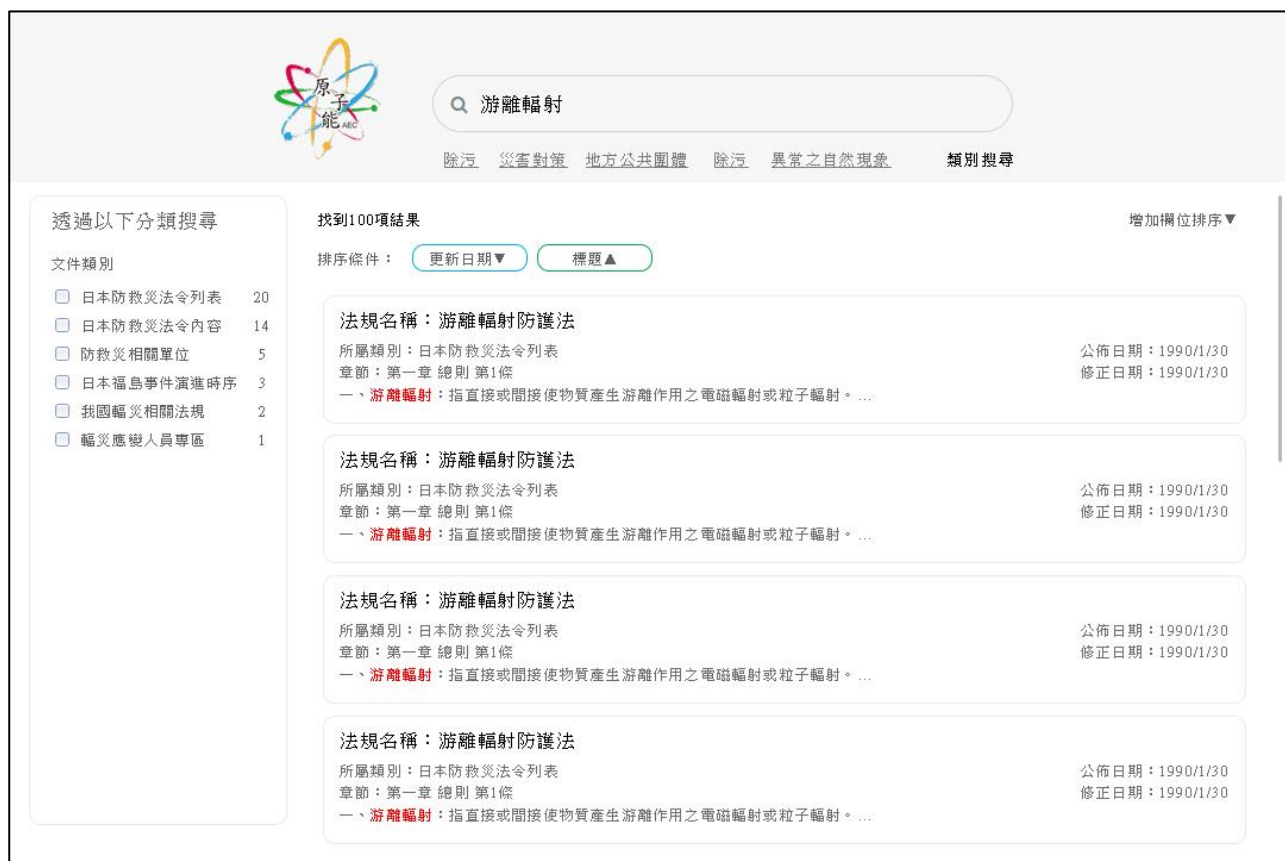 原子能 AEC
游離輻射
除污 災害對策 地方公共團體 除污 異常之自然現象 類別搜尋
透過以下分類搜尋
文件類別
日本防救災法令列表 20
日本防救災法令內容 14
防救災相關單位 5
日本福島事件演進時序 3
我國輻災相關法規 2
輻災應變人員專區 1
找到100項結果 增加欄位排序▼
排序條件： 更新日期▼ 標題▲
法規名稱：游離輻射防護法
所屬類別：日本防救災法令列表 公佈日期：1990/1/30
章節：第一章 總則 第1條 修正日期：1990/1/30
一、游離輻射：指直接或間接使物質產生游離作用之電磁輻射或粒子輻射。...
法規名稱：游離輻射防護法
所屬類別：日本防救災法令列表 公佈日期：1990/1/30
章節：第一章 總則 第1條 修正日期：1990/1/30
一、游離輻射：指直接或間接使物質產生游離作用之電磁輻射或粒子輻射。...
法規名稱：游離輻射防護法
所屬類別：日本防救災法令列表 公佈日期：1990/1/30
章節：第一章 總則 第1條 修正日期：1990/1/30
一、游離輻射：指直接或間接使物質產生游離作用之電磁輻射或粒子輻射。...
法規名稱：游離輻射防護法
所屬類別：日本防救災法令列表 公佈日期：1990/1/30
章節：第一章 總則 第1條 修正日期：1990/1/30
一、游離輻射：指直接或間接使物質產生游離作用之電磁輻射或粒子輻射。...